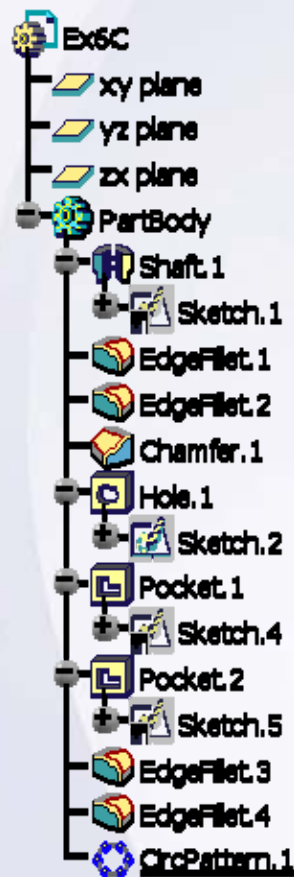 Ex6C
xy plane
yz plane
zx plane
PartBody
Shaft.1
Sketch.1
EdgeFillet.1
EdgeFillet.2
Chamfer.1
Hole.1
Sketch.2
Pocket.1
Sketch.4
Pocket.2
Sketch.5
EdgeFillet.3
EdgeFillet.4
CircPattern.1